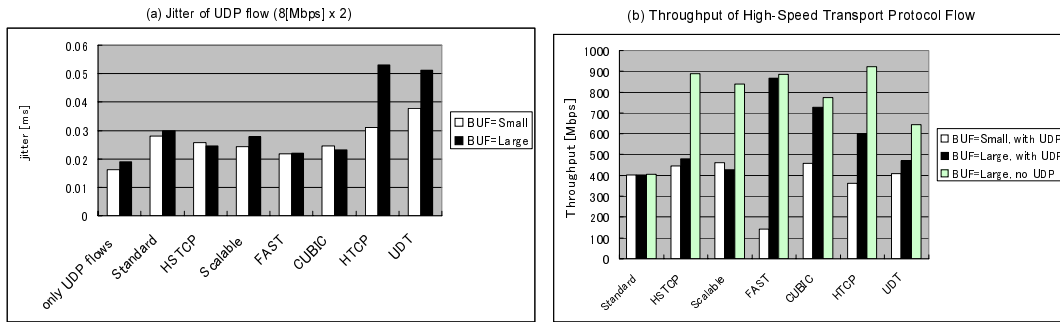 (a) Jitter of UDP flow (8[Mbps] x 2)
0.06
0.05
0.04
0.03
0.02
0.01
0
jitter [ms]
only UDP flows
Standard
HSTCP
Scalable
FAST
CUBIC
HTCP
UDT
BUF=Small
BUF=Large
(b) Throughput of High-Speed Transport Protocol Flow
1000
900
800
700
600
500
400
300
200
100
0
Throughput [Mbps]
Standard
HSTCP
Scalable
FAST
CUBIC
HTCP
UDT
BUF=Small, with UDP
BUF=Large, with UDP
BUF=Large, no UDP